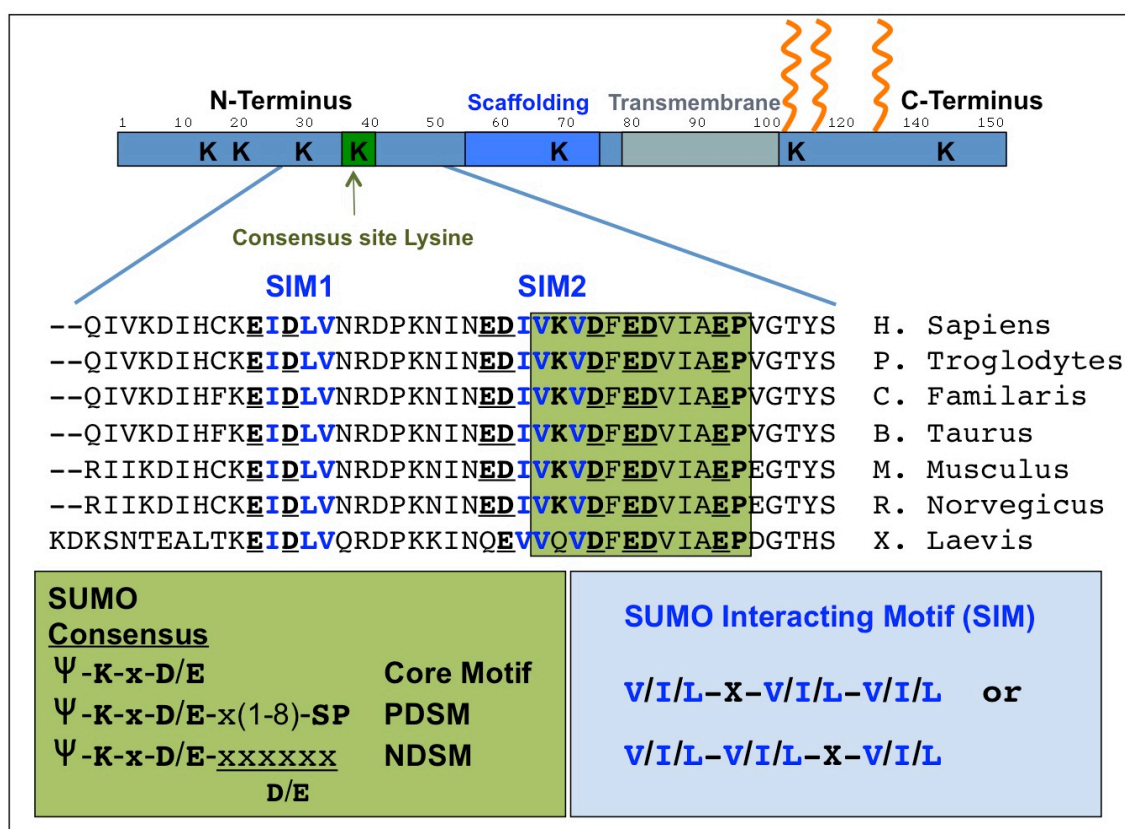 N-Terminus Scaffolding Transmembrane C-Terminus
1 10 20 30 40 50 60 70 80 90 100 120 140 150
K K K K K K K
Consensus site Lysine
SIM1 SIM2
--QIVKDIHCKEIDLVNRDPKNINEDIVKVDFEDVIAEPVGTYS H. Sapiens
--QIVKDIHCKEIDLVNRDPKNINEDIVKVDFEDVIAEPVGTYS P. Troglodytes
--QIVKDIHFKEIDLVNRDPKNINEDIVKVDFEDVIAEPVGTYS C. Familaris
--QIVKDIHFKEIDLVNRDPKNINEDIVKVDFEDVIAEPVGTYS B. Taurus
--RIIKDIHCKEIDLVNRDPKNINEDIVKVDFEDVIAEPEGTYS M. Musculus
--RIIKDIHCKEIDLVNRDPKNINEDIVKVDFEDVIAEPEGTYS R. Norvegicus
KDKSNTEALTKEIDLVQRDPKKINQEVVQVDFEDVIAEPDGTHS X. Laevis
SUMO
Consensus
Ψ-K-x-D/E Core Motif
Ψ-K-x-D/E-x(1-8)-SP PDSM
Ψ-K-x-D/E-xxxxxx NDSM
D/E
SUMO Interacting Motif (SIM)
V/I/L-X-V/I/L-V/I/L or
V/I/L-V/I/L-X-V/I/L